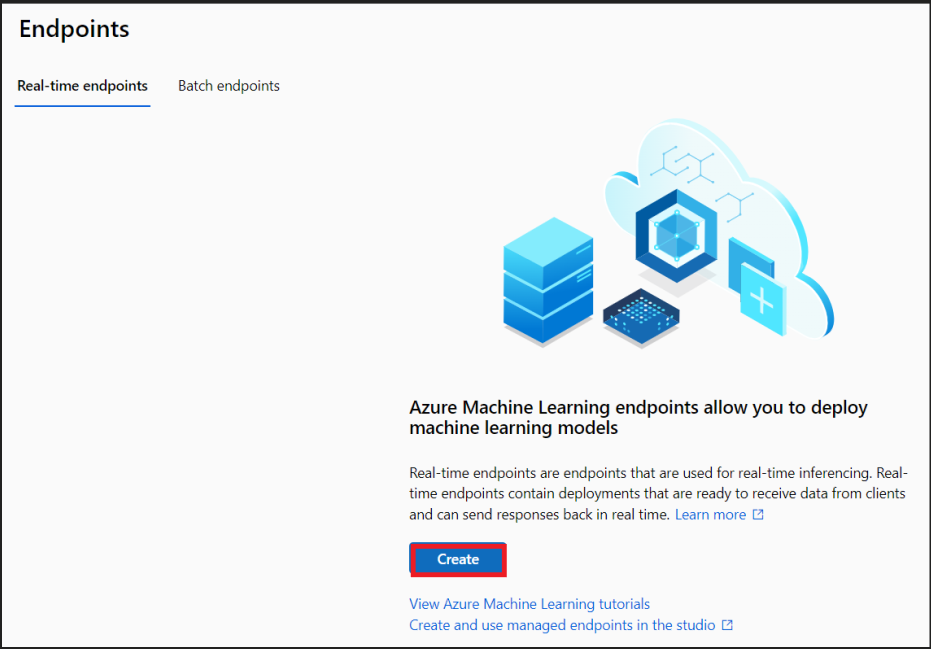 Endpoints
Real-time endpoints
Batch endpoints
Azure Machine Learning endpoints allow you to deploy
machine learning models
Real-time endpoints are endpoints that are used for real-time inferencing. Real-
time endpoints contain deployments that are ready to receive data from clients
and can send responses back in real time. Learn more
Create
View Azure Machine Learning tutorials
Create and use managed endpoints in the studio